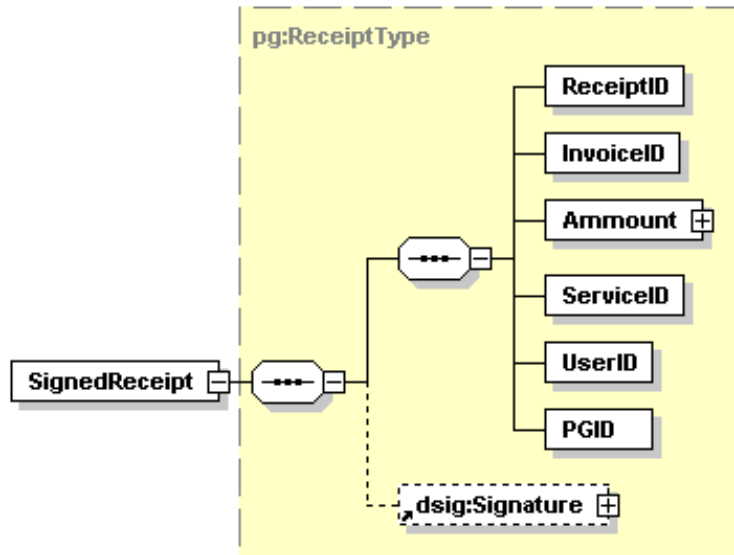 pg:ReceiptType
ReceiptID
InvoiceID
Ammount
ServiceID
SignedReceipt
UserID
PGID
dsig:Signature